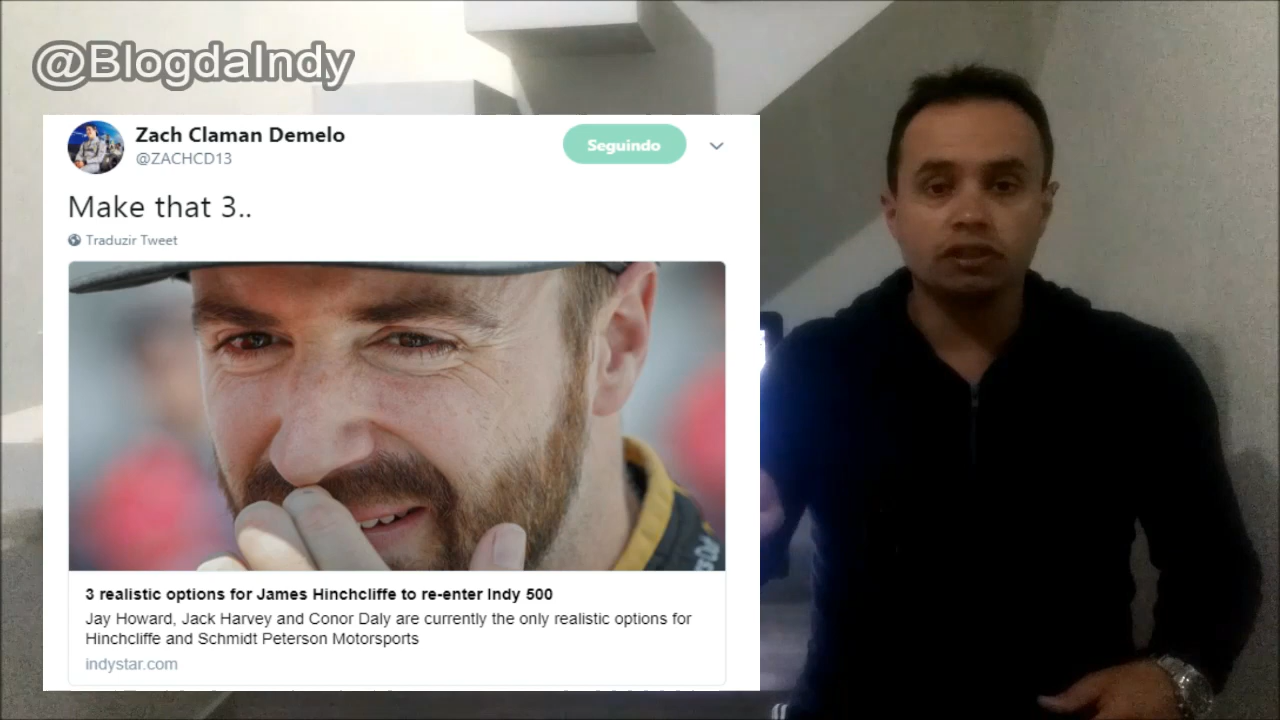 @BlogdaIndy
Zach Claman Demelo
@ZACHCD13
Seguindo
Make that 3..
Traduzir Tweet
3 realistic options for James Hinchcliffe to re-enter Indy 500
Jay Howard, Jack Harvey and Conor Daly are currently the only realistic options for
Hinchcliffe and Schmidt Peterson Motorsports
indystar.com